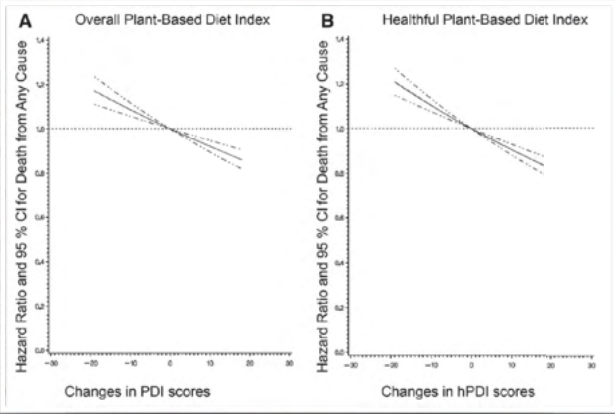 A Overall Plant-Based Diet Index
Hazard Ratio and 95 % CI for Death from Any Cause
1.4
1.2
1.0
0.8
0.6
0.4
0.2
0.0
-30 -20 -10 0 10 20 30
Changes in PDI scores
B Healthful Plant-Based Diet Index
Hazard Ratio and 95 % CI for Death from Any Cause
1.4
1.2
1.0
0.8
0.6
0.4
0.2
0.0
-30 -20 -10 0 10 20 30
Changes in hPDI scores